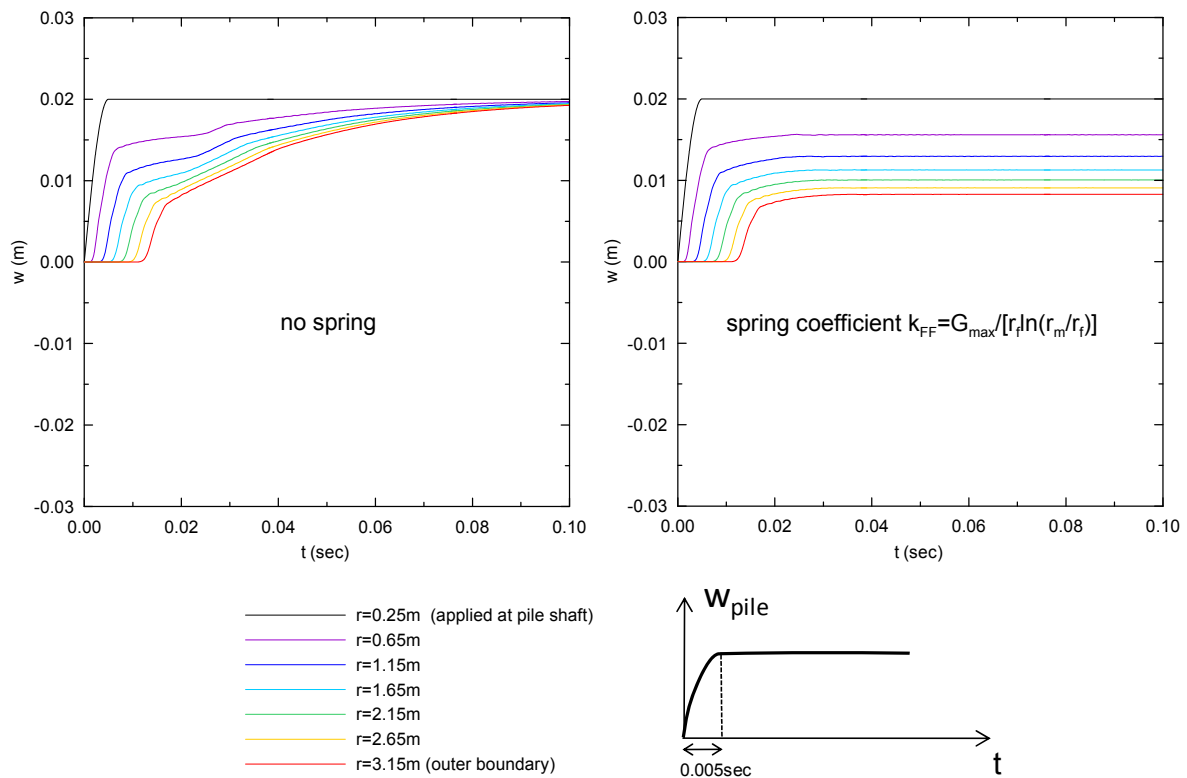 0.03
0.02
0.01
0.00
-0.01
-0.02
-0.03
w (m)
0.00 0.02 0.04 0.06 0.08 0.10
t (sec)
no spring
0.03
0.02
0.01
0.00
-0.01
-0.02
-0.03
w (m)
0.00 0.02 0.04 0.06 0.08 0.10
t (sec)
spring coefficient kFF=Gmax/[rfln(rm/rf)]
r=0.25m (applied at pile shaft)
r=0.65m
r=1.15m
r=1.65m
r=2.15m
r=2.65m
r=3.15m (outer boundary)
wpile
t
0.005sec